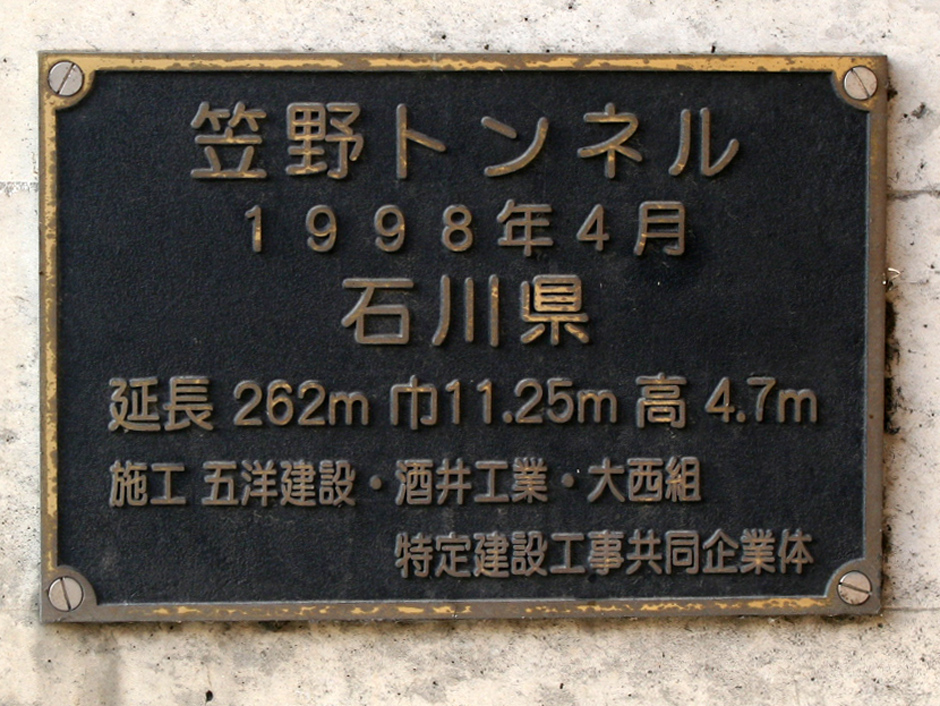 笠野トンネル
1998年4月
石川県
延長 262m 巾11.25m 高 4.7m
施工 五洋建設・酒井工業・大西組
特定建設工事共同企業体